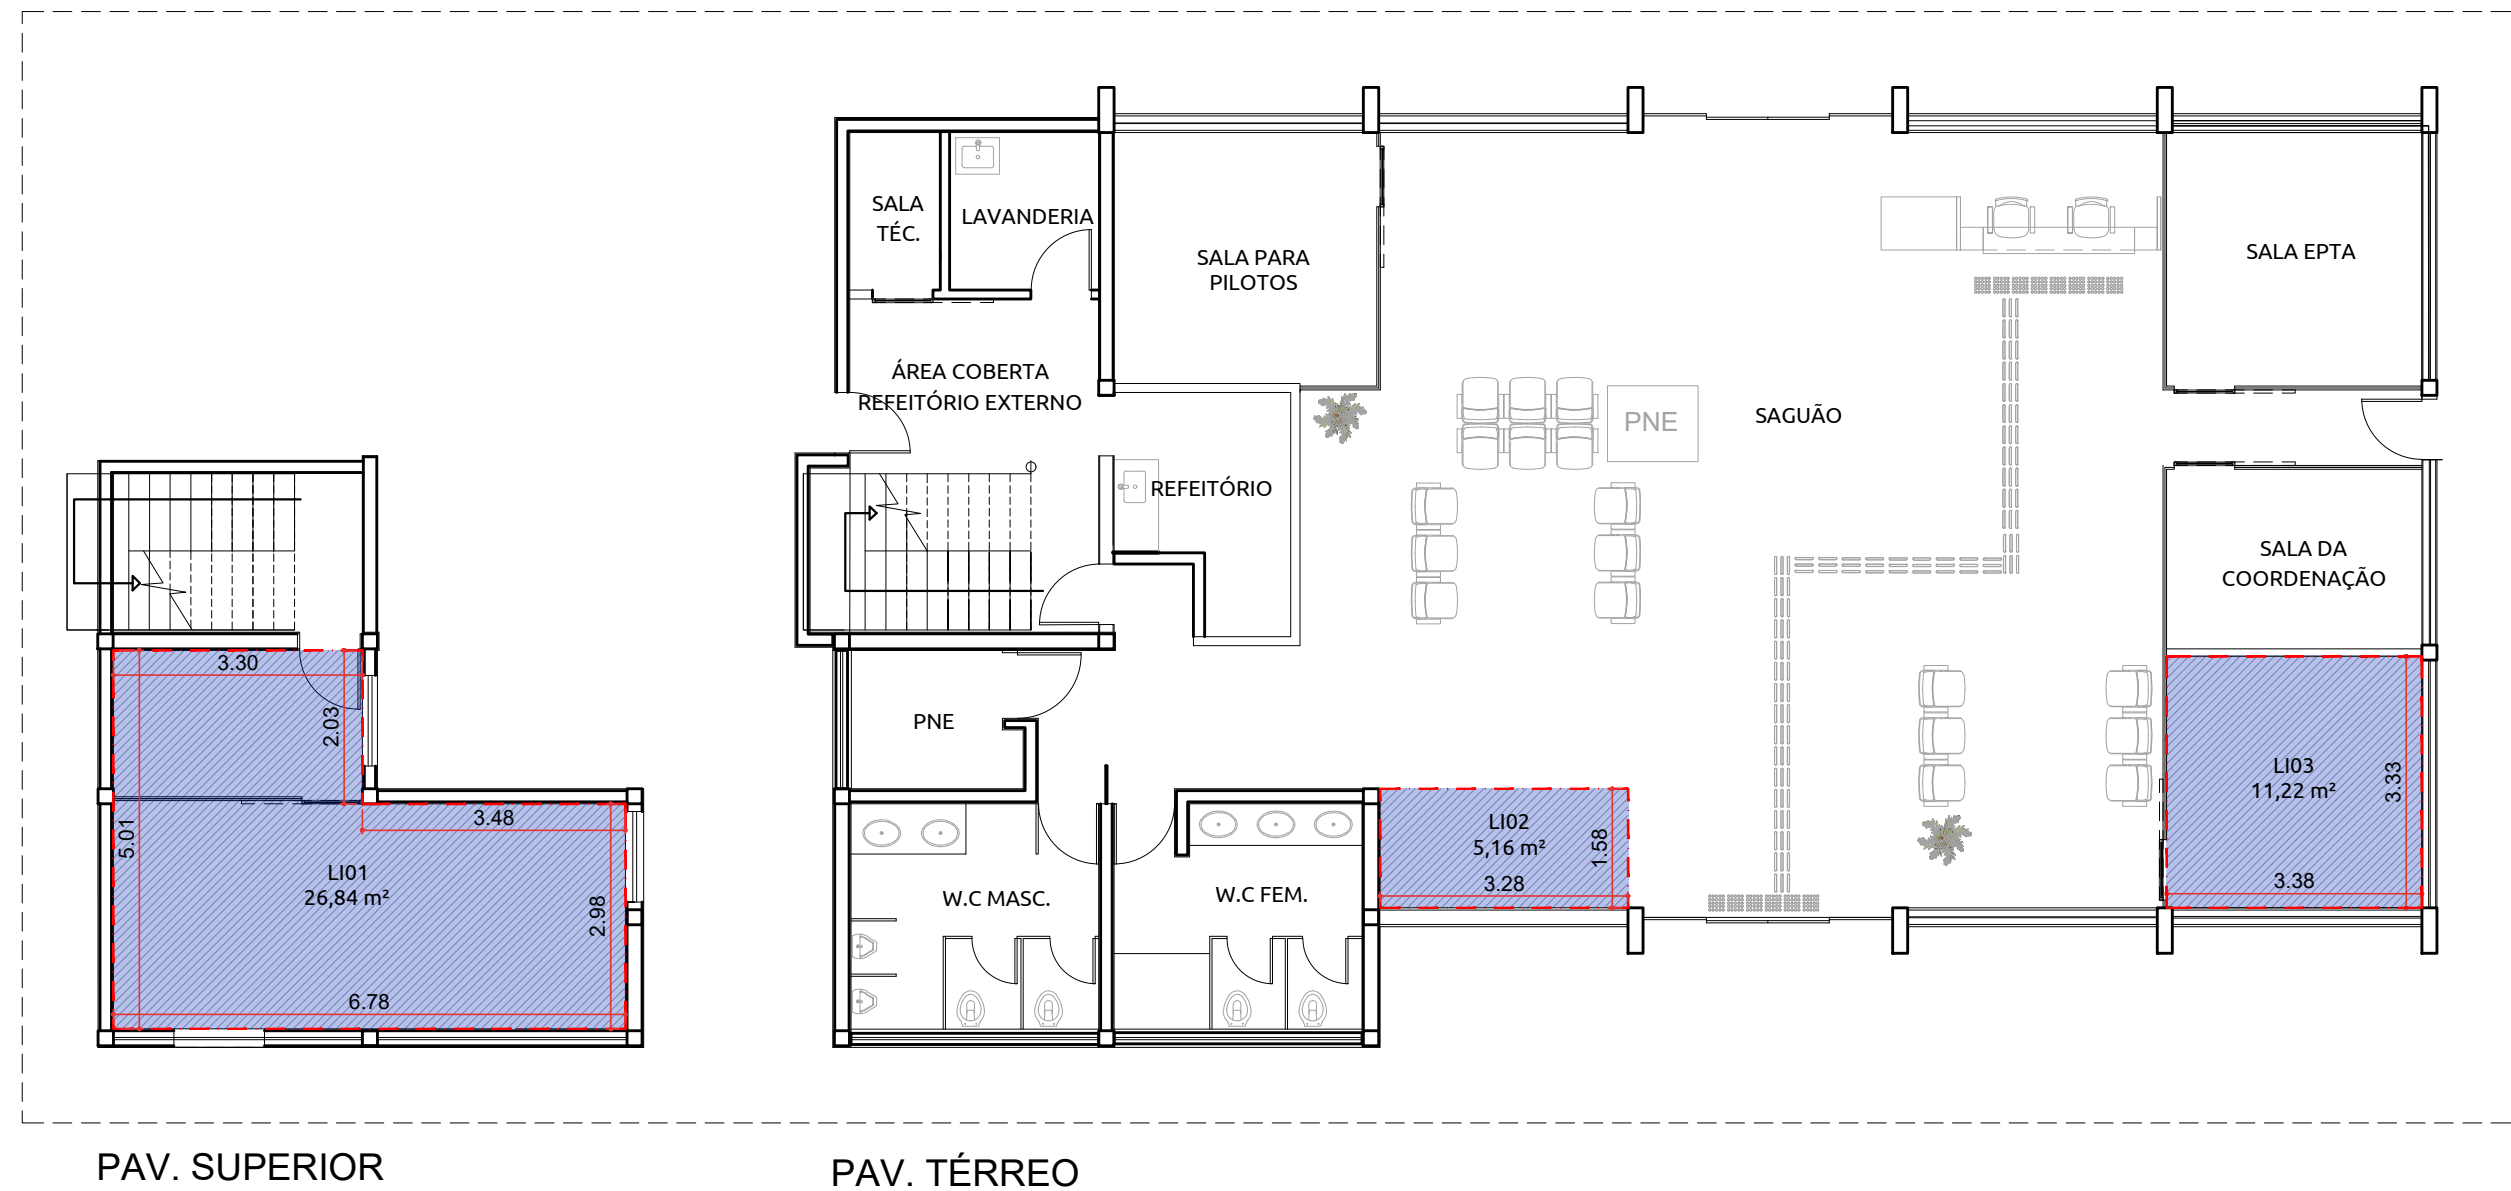 SALA
TÉC.
LAVANDERIA
SALA PARA
PILOTOS
SALA EPTA
ÁREA COBERTA
REFEITÓRIO EXTERNO
PNE
SAGUÃO
REFEITÓRIO
SALA DA
COORDENAÇÃO
3.30
2.03
3.48
5.01
LI01
26,84 m²
2.98
6.78
PNE
W.C MASC.
W.C FEM.
LI02
5,16 m²
1.58
3.28
LI03
11,22 m²
3.33
3.38
PAV. SUPERIOR
PAV. TÉRREO